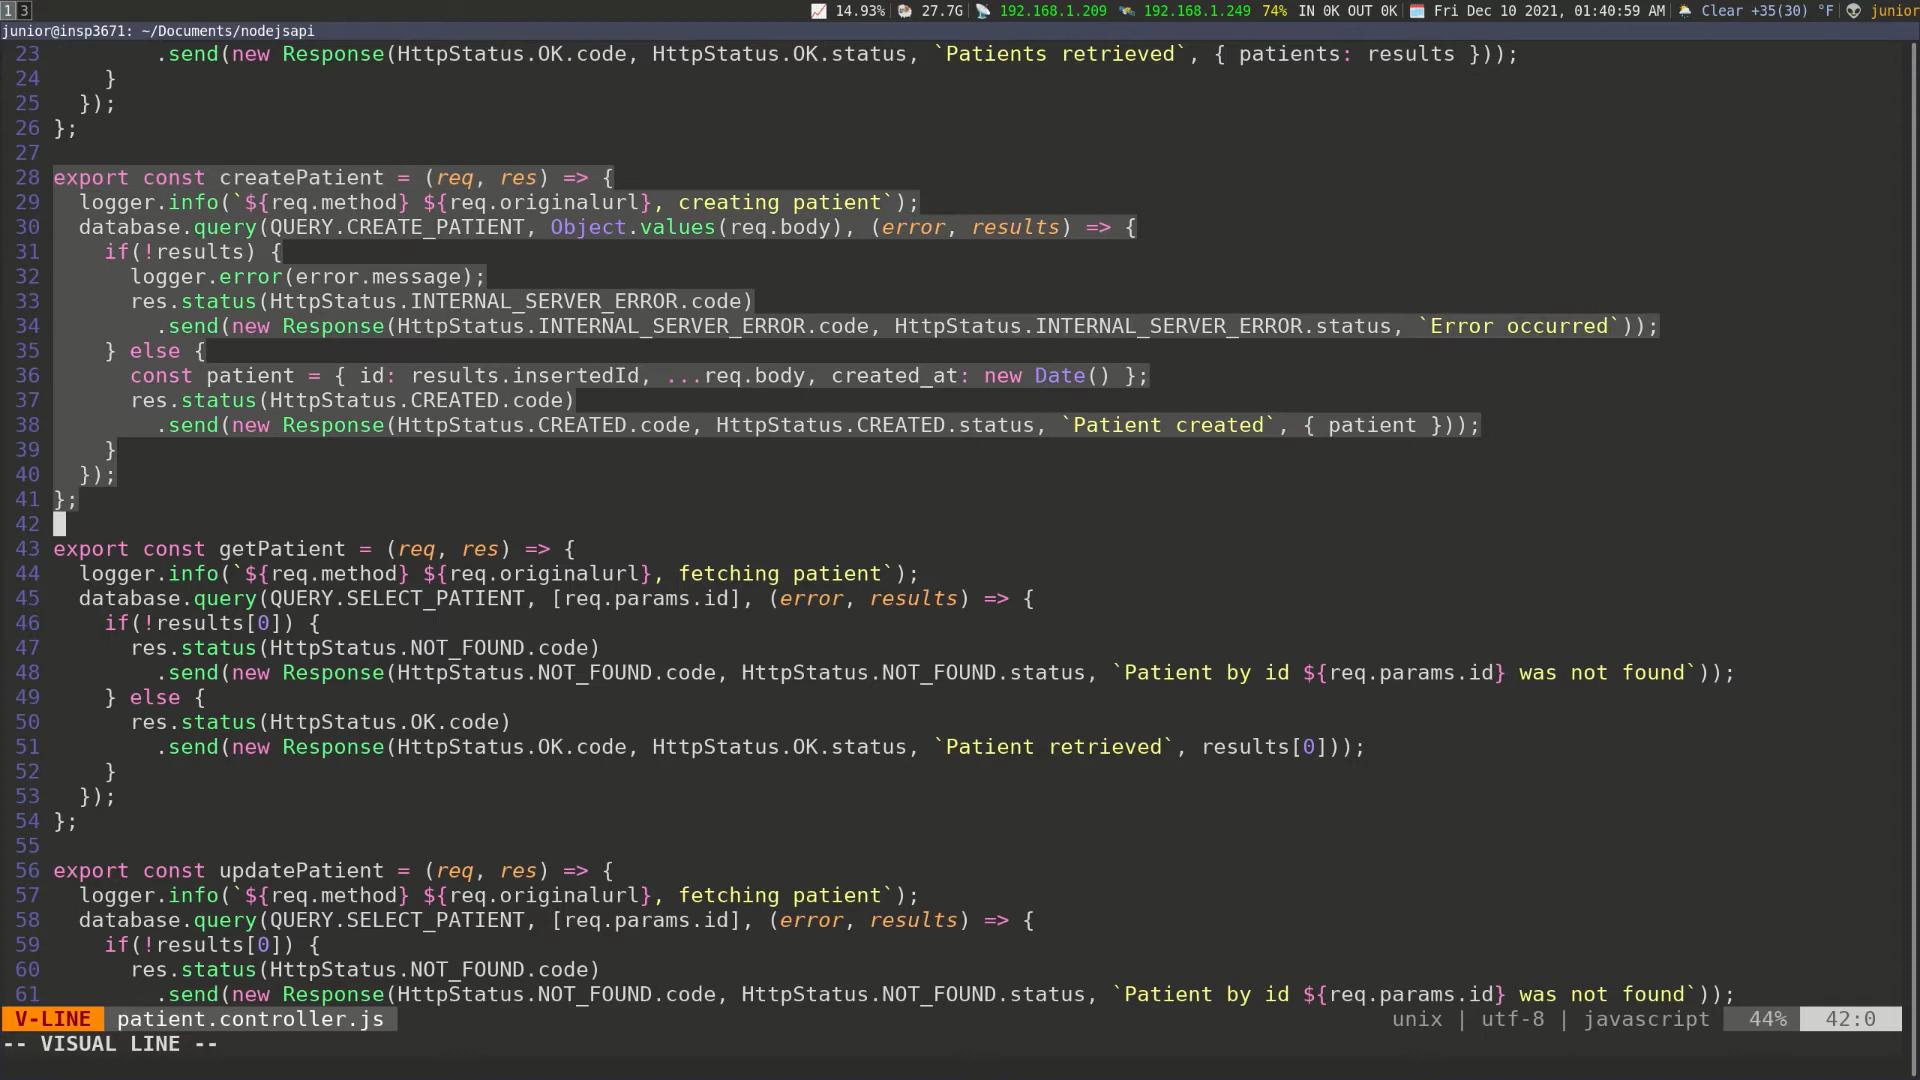 1 3 14.93% 27.7G 192.168.1.209 192.168.1.249 74% IN 0K OUT 0K Fri Dec 10 2021, 01:40:59 AM Clear +35(30) °F junior
junior@insp3671: ~/Documents/nodejsapi
23         .send(new Response(HttpStatus.OK.code, HttpStatus.OK.status, `Patients retrieved`, { patients: results }));
24     }
25   });
26 };
27
28 export const createPatient = (req, res) => {
29   logger.info(`${req.method} ${req.originalurl}, creating patient`);
30   database.query(QUERY.CREATE_PATIENT, Object.values(req.body), (error, results) => {
31     if(!results) {
32       logger.error(error.message);
33       res.status(HttpStatus.INTERNAL_SERVER_ERROR.code)
34         .send(new Response(HttpStatus.INTERNAL_SERVER_ERROR.code, HttpStatus.INTERNAL_SERVER_ERROR.status, `Error occurred`));
35     } else {
36       const patient = { id: results.insertedId, ...req.body, created_at: new Date() };
37       res.status(HttpStatus.CREATED.code)
38         .send(new Response(HttpStatus.CREATED.code, HttpStatus.CREATED.status, `Patient created`, { patient }));
39     }
40   });
41 };
42
43 export const getPatient = (req, res) => {
44   logger.info(`${req.method} ${req.originalurl}, fetching patient`);
45   database.query(QUERY.SELECT_PATIENT, [req.params.id], (error, results) => {
46     if(!results[0]) {
47       res.status(HttpStatus.NOT_FOUND.code)
48         .send(new Response(HttpStatus.NOT_FOUND.code, HttpStatus.NOT_FOUND.status, `Patient by id ${req.params.id} was not found`));
49     } else {
50       res.status(HttpStatus.OK.code)
51         .send(new Response(HttpStatus.OK.code, HttpStatus.OK.status, `Patient retrieved`, results[0]));
52     }
53   });
54 };
55
56 export const updatePatient = (req, res) => {
57   logger.info(`${req.method} ${req.originalurl}, fetching patient`);
58   database.query(QUERY.SELECT_PATIENT, [req.params.id], (error, results) => {
59     if(!results[0]) {
60       res.status(HttpStatus.NOT_FOUND.code)
61         .send(new Response(HttpStatus.NOT_FOUND.code, HttpStatus.NOT_FOUND.status, `Patient by id ${req.params.id} was not found`));
V-LINE patient.controller.js unix | utf-8 | javascript 44% 42:0
-- VISUAL LINE --